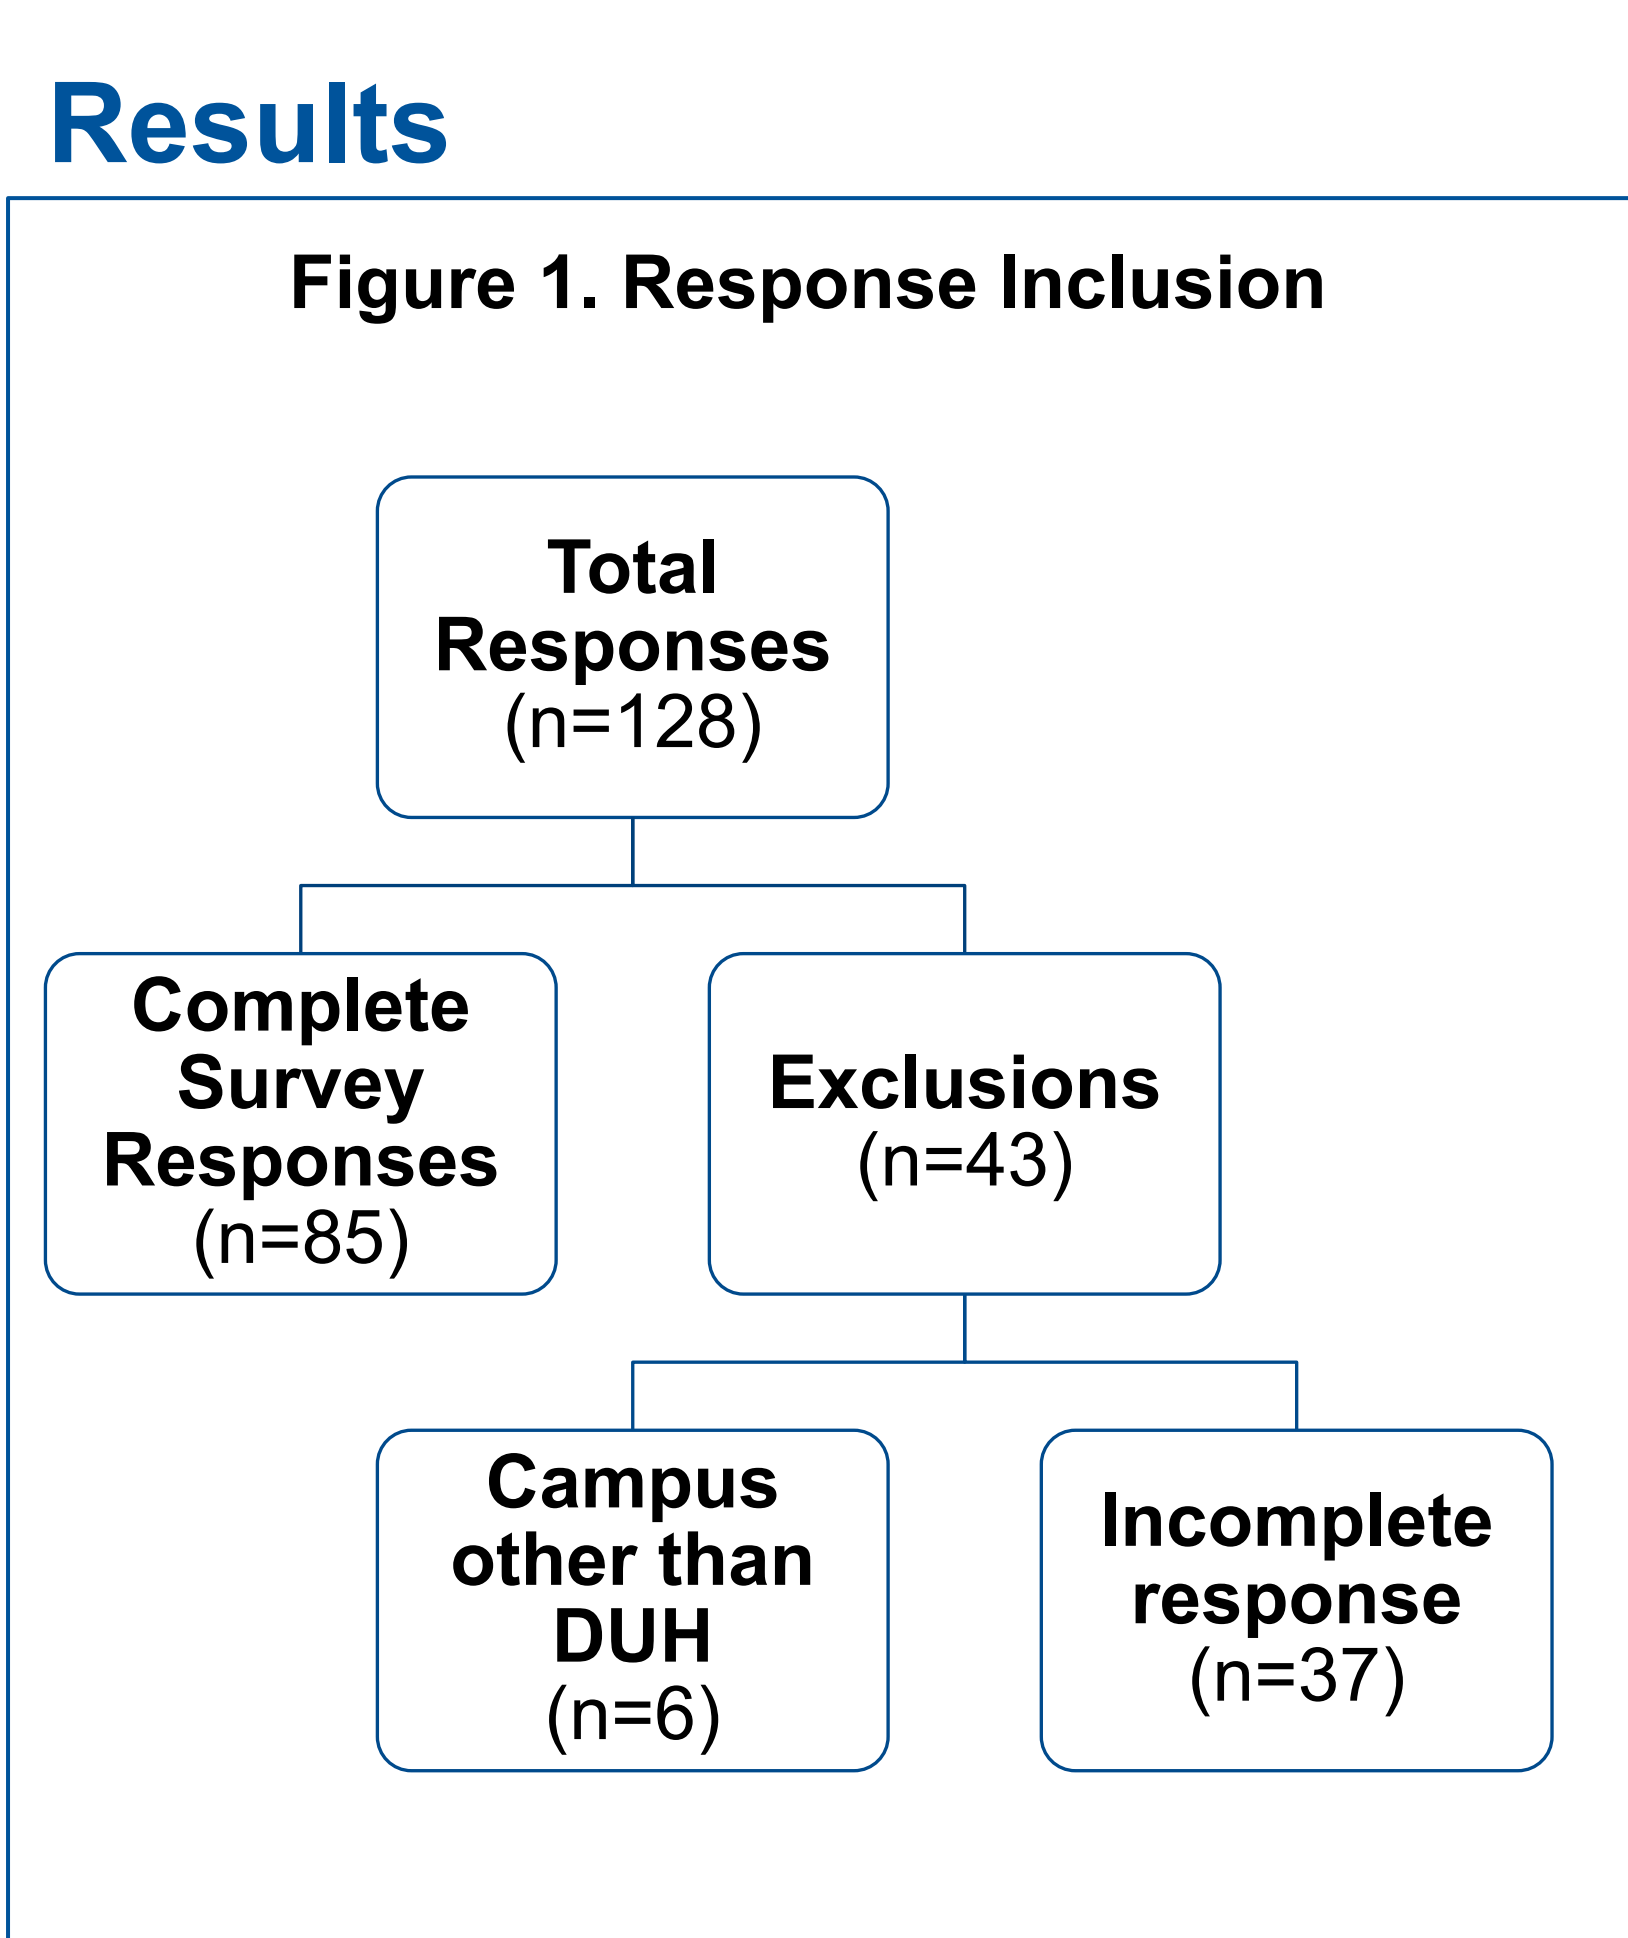 Results
Figure 1. Response Inclusion
Total
Responses
(n=128)
Complete
Survey
Responses
(n=85)
Exclusions
(n=43)
Campus
other than
DUH
(n=6)
Incomplete
response
(n=37)